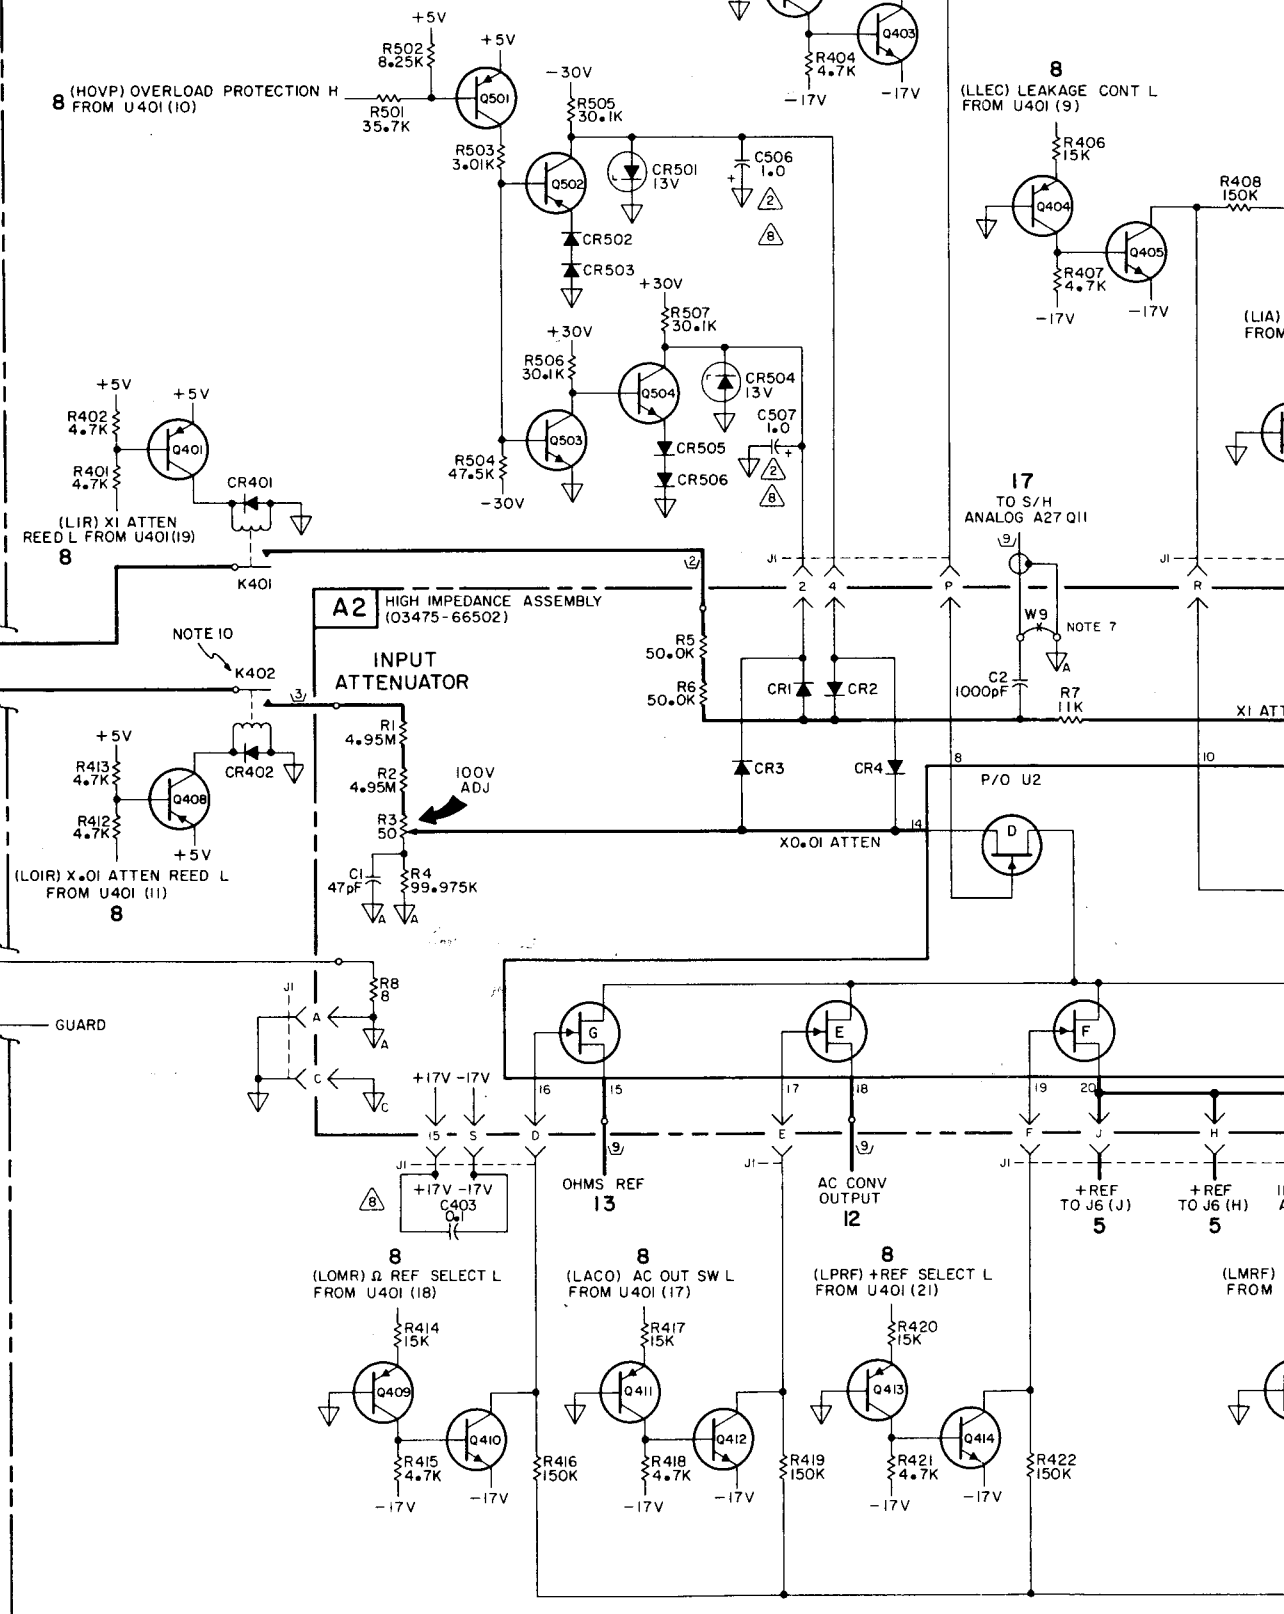 +5V
R502
8.25K
+5V
8 (HOVP) OVERLOAD PROTECTION H
FROM U401(10)
R501
35.7K
Q501
-30V
R505
30.1K
R503
3.01K
Q502
CR501
13V
C506
1.0
+
2
8
CR502
CR503
Q403
R404
4.7K
-17V
-17V
8
(LLEC) LEAKAGE CONT L
FROM U401(9)
R406
15K
Q404
R408
150K
Q405
R407
4.7K
-17V
-17V
(LIA)
FROM
+30V
R507
30.1K
+30V
R506
30.1K
Q504
CR504
13V
C507
1.0
+
2
8
Q503
CR505
CR506
R504
47.5K
-30V
+5V
+5V
R402
4.7K
Q401
R401
4.7K
CR401
(LIR) X1 ATTEN
REED L FROM U401(19)
8
K401
17
TO S/H
ANALOG A27 Q11
9
2
J1
2
4
P
J1
R
A2
HIGH IMPEDANCE ASSEMBLY
(03475-66502)
W9
NOTE 7
A
NOTE 10
K402
INPUT
ATTENUATOR
3
R5
50.0K
R6
50.0K
CR1
CR2
C2
1000pF
R7
11K
X1 ATT
+5V
R413
4.7K
CR402
Q408
R412
4.7K
+5V
(LOIR) X.01 ATTEN REED L
FROM U401 (11)
8
R1
4.95M
R2
4.95M
100V
ADJ
R3
50
C1
47pF
R4
99.975K
A
A
CR3
CR4
8
10
P/O U2
14
X0.01 ATTEN
D
R8
8
J1
A
A
GUARD
C
C
G
E
F
+17V
-17V
16
15
17
18
19
20
15
S
D
E
F
J
H
J1
9
J1
9
J1
8
+17V
-17V
C403
0.1
OHMS REF
13
AC CONV
OUTPUT
12
+REF
TO J6 (J)
5
+REF
TO J6 (H)
5
8
(LOMR) Ω REF SELECT L
FROM U401 (18)
8
(LACO) AC OUT SW L
FROM U401 (17)
8
(LPRF) +REF SELECT L
FROM U401 (21)
(LMRF)
FROM
R414
15K
R417
15K
R420
15K
Q409
Q411
Q413
Q410
Q412
Q414
R415
4.7K
R416
150K
R418
4.7K
R419
150K
R421
4.7K
R422
150K
-17V
-17V
-17V
-17V
-17V
-17V